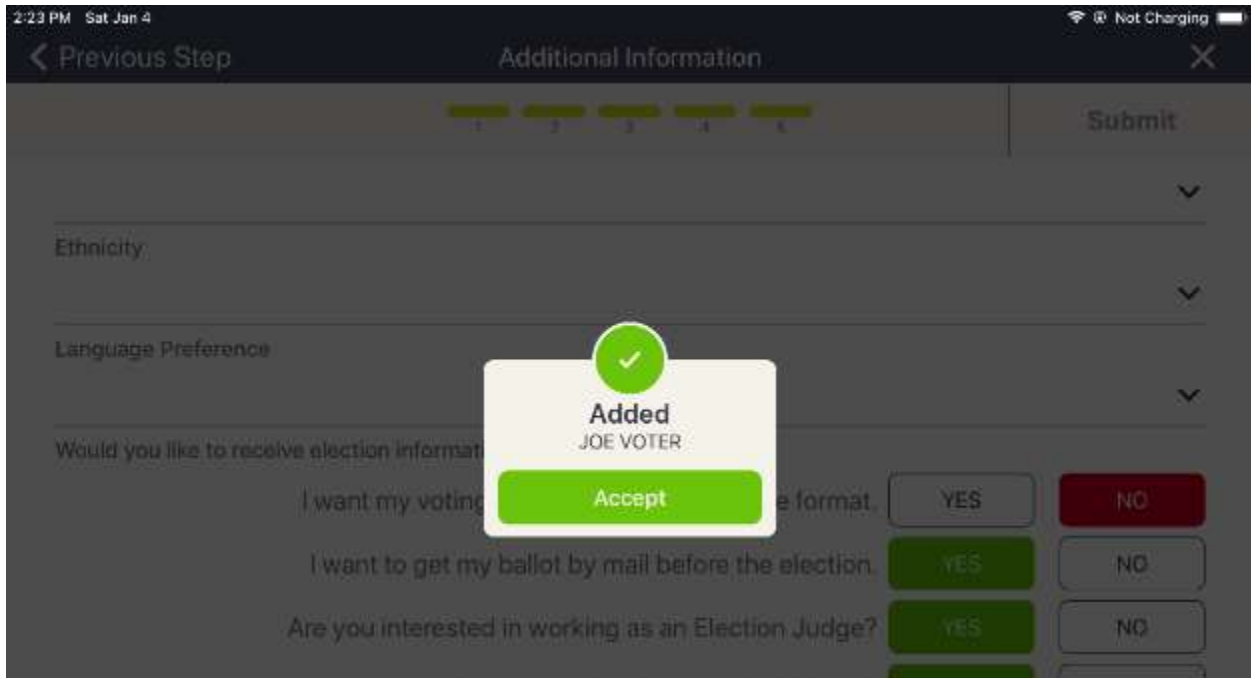 2:23 PM Sat Jan 4 Not Charging
Previous Step Additional Information
1 2 3 4 5 Submit
Ethnicity
Language Preference
Added
JOE VOTER
Accept
Would you like to receive election
I want my voting format. YES NO
I want to get my ballot by mail before the election. YES NO
Are you interested in working as an Election Judge? YES NO